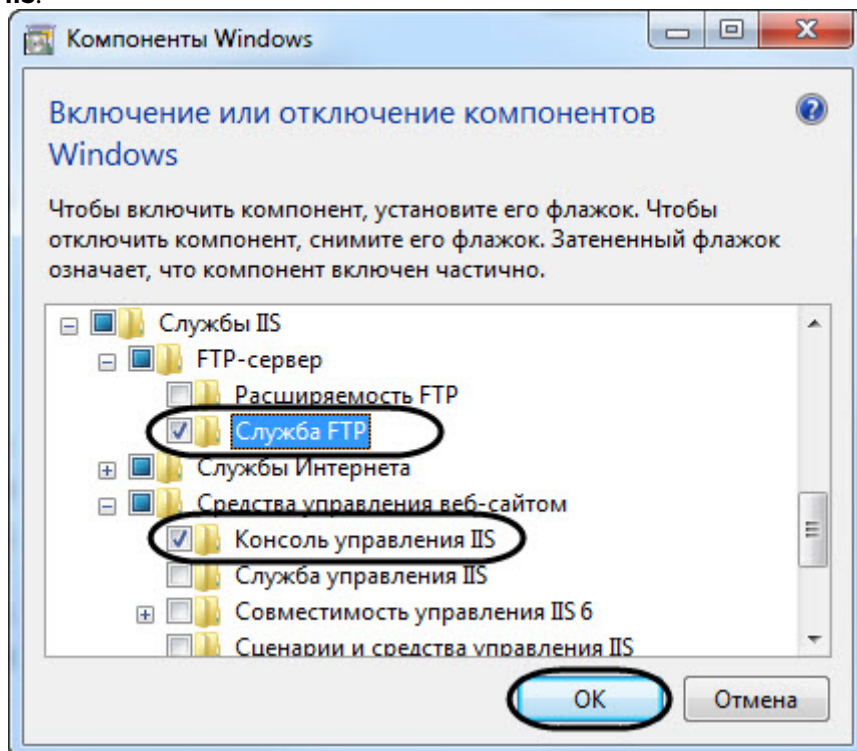 IIS.
Компоненты Windows
Включение или отключение компонентов
Windows
Чтобы включить компонент, установите его флажок. Чтобы
отключить компонент, снимите его флажок. Затененный флажок
означает, что компонент включен частично.
Службы IIS
FTP-сервер
Расширяемость FTP
Служба FTP
Службы Интернета
Средства управления веб-сайтом
Консоль управления IIS
Служба управления IIS
Совместимость управления IIS 6
Сценарии и средства управления IIS
ОК Отмена